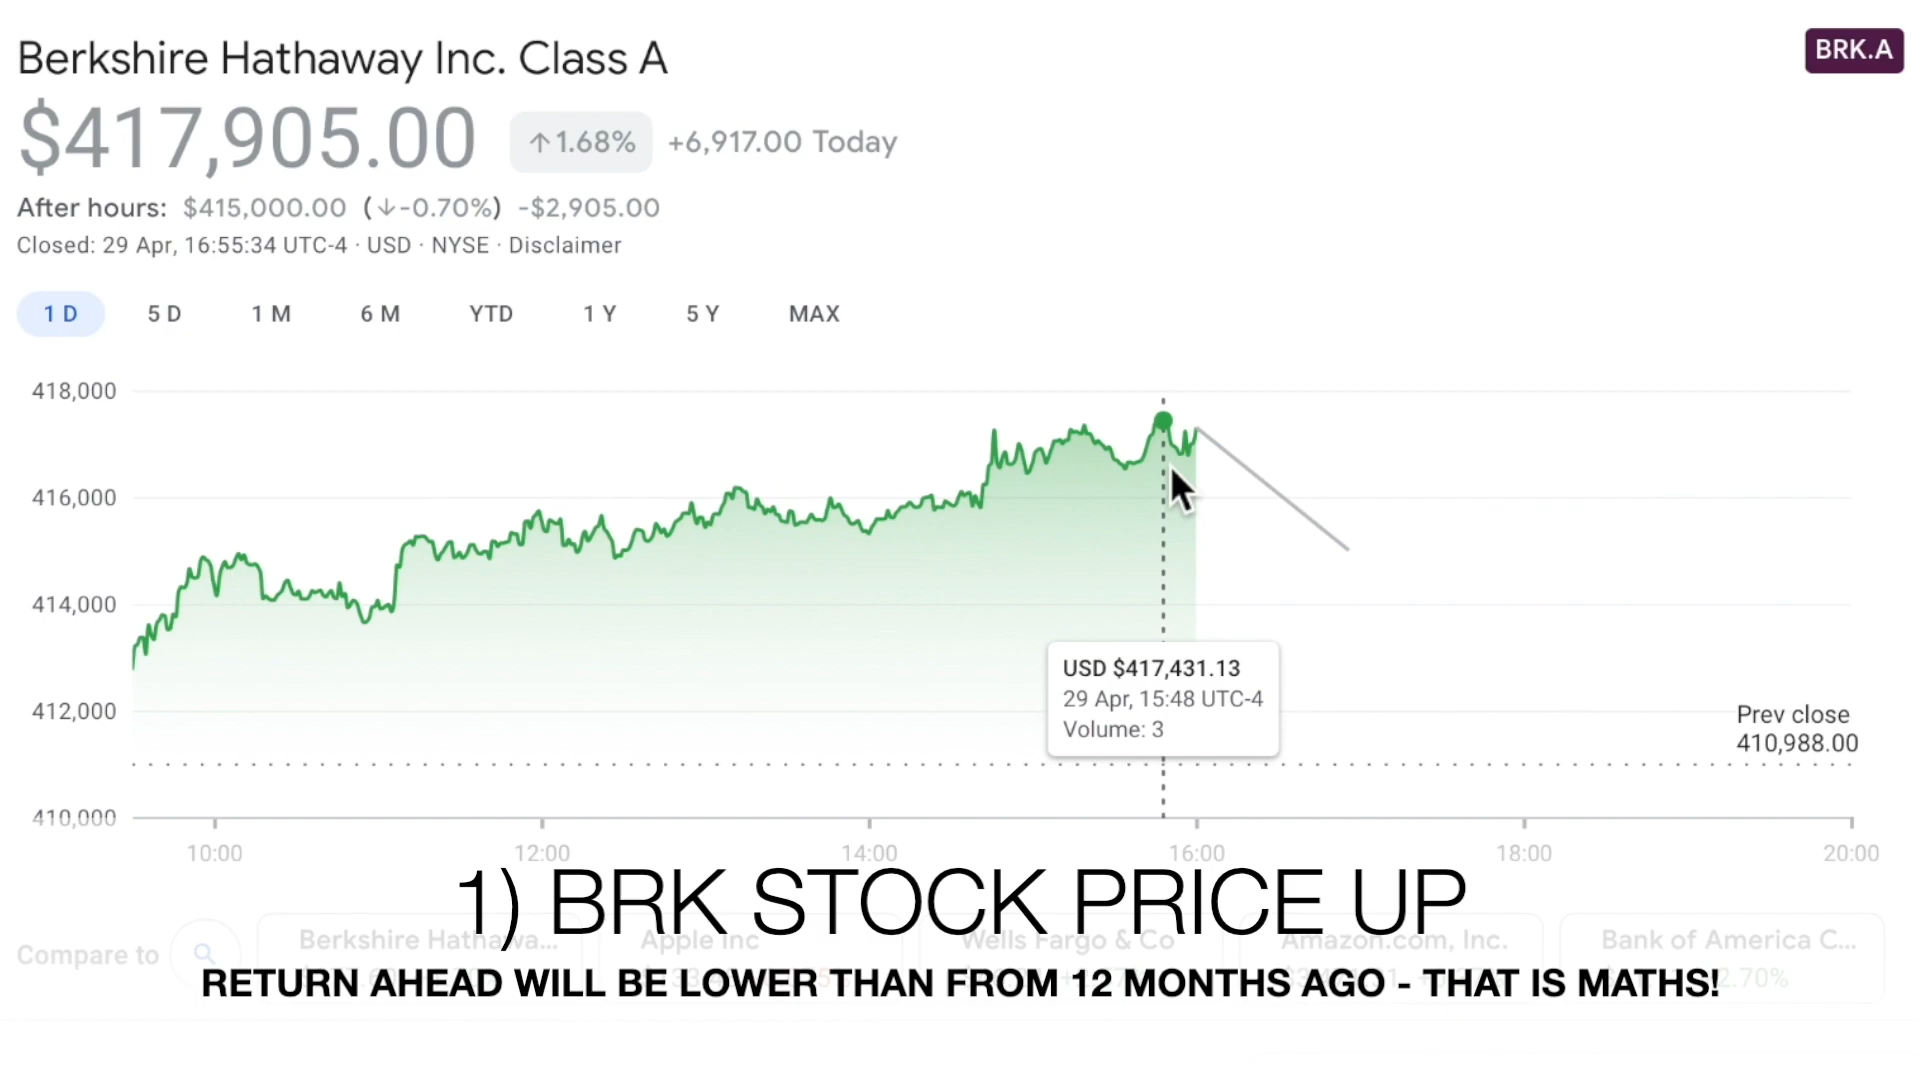 Berkshire Hathaway Inc. Class A
BRK.A
$417,905.00 ↑1.68% +6,917.00 Today
After hours: $415,000.00 (↓-0.70%) -$2,905.00
Closed: 29 Apr, 16:55:34 UTC-4 · USD · NYSE · Disclaimer
1 D 5 D 1 M 6 M YTD 1 Y 5 Y MAX
418,000
416,000
414,000
412,000
410,000
USD $417,431.13
29 Apr, 15:48 UTC-4
Volume: 3
Prev close
410,988.00
10:00 12:00 14:00 16:00 18:00 20:00
1) BRK STOCK PRICE UP
Compare to Berkshire Hathawa... Apple Inc Wells Fargo & Co Amazon.com, Inc. Bank of America C...
RETURN AHEAD WILL BE LOWER THAN FROM 12 MONTHS AGO - THAT IS MATHS!
2.70%